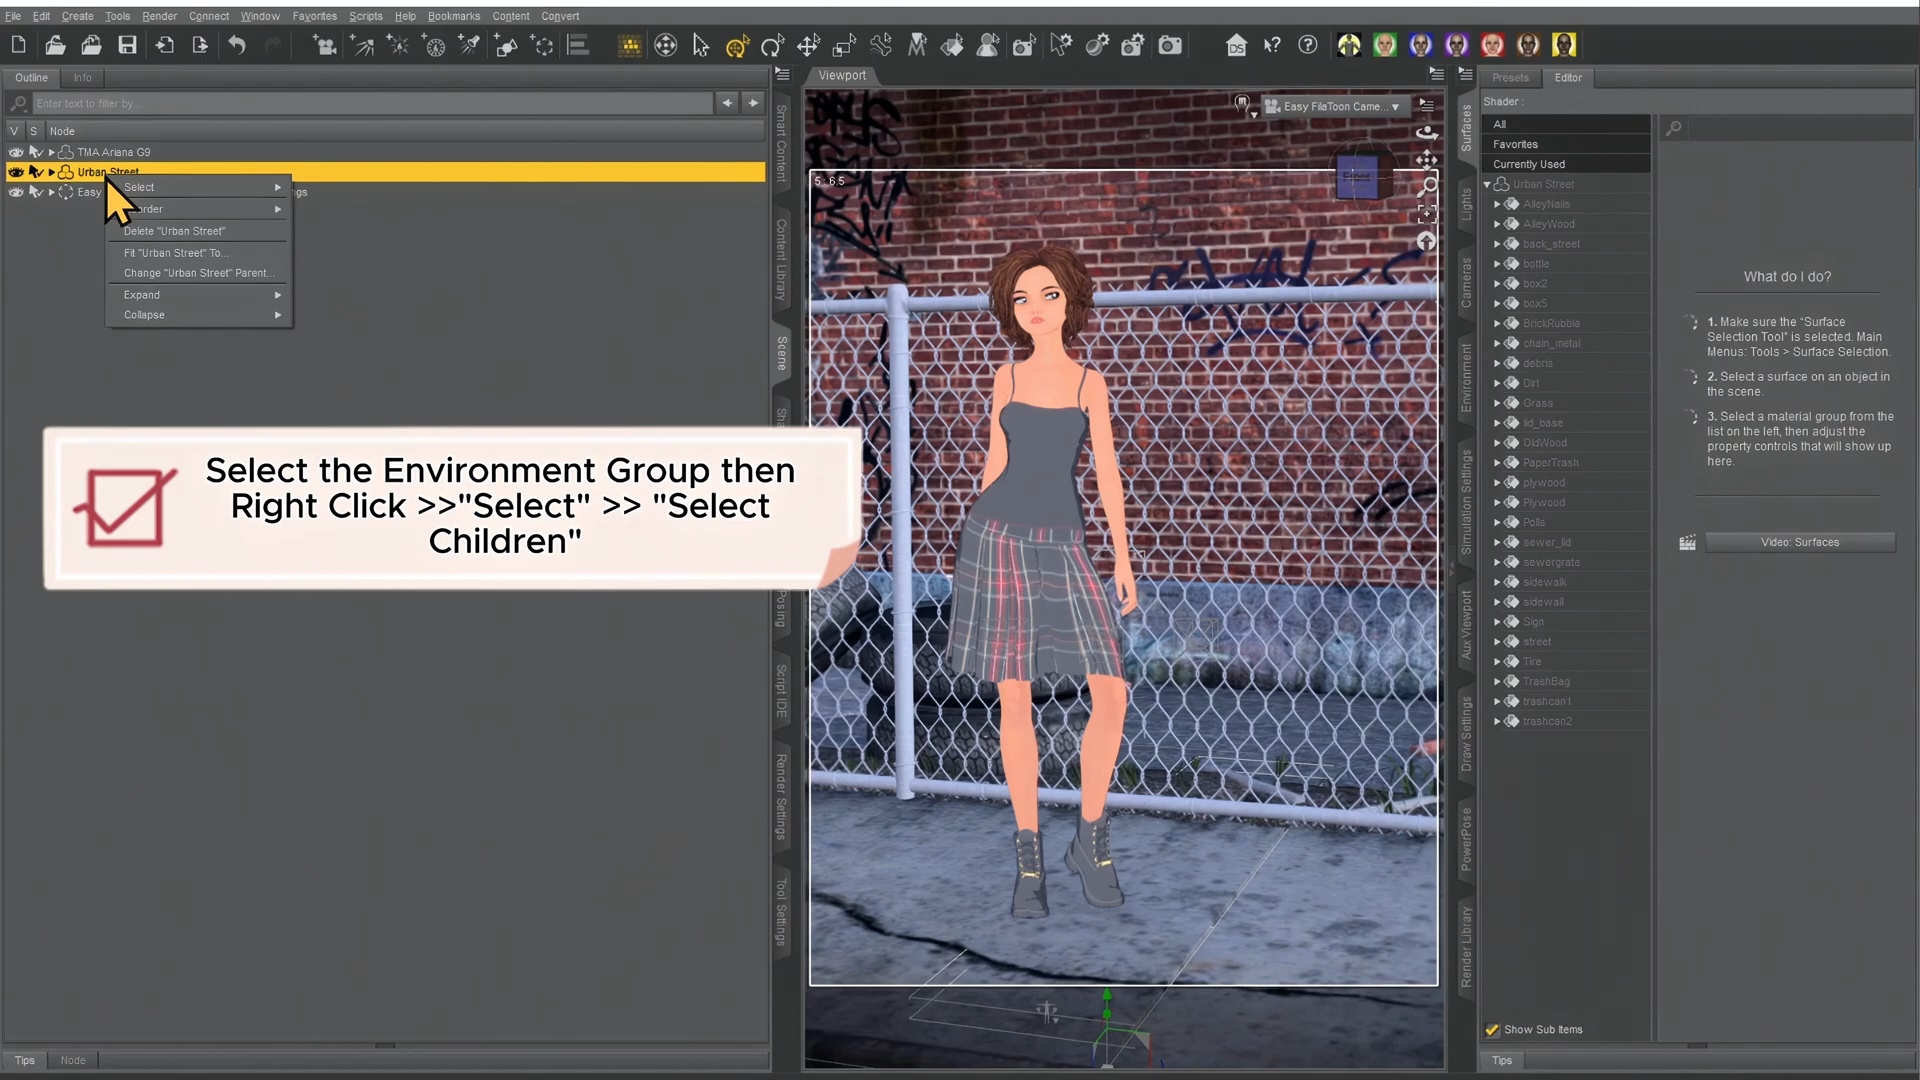 File Edit Create Tools Render Connect Window Favorites Scripts Help Bookmarks Content Convert
Outline Info
Enter text to filter by...
V S Node
TMA Ariana G9
Urban Street
Easy
ngs
Select
Delete "Urban Street"
Fit "Urban Street" To...
Change "Urban Street" Parent...
Expand
Collapse
Select the Environment Group then
Right Click >>"Select" >> "Select
Children"
Tips Node
Smart Content
Content Library
Scene
Posing
Script IDE
Render Settings
Tool Settings
Viewport
Easy FilaToon Came...
5 : 6.5
Front
Surfaces
Lights
Cameras
Environment
Simulation Settings
Aux Viewport
Draw Settings
PowerPose
Render Library
Presets Editor
Shader :
All
Favorites
Currently Used
Urban Street
AlleyNails
AlleyWood
back_street
bottle
box2
box5
BrickRubble
chain_metal
debris
Dirt
Grass
lid_base
OldWood
PaperTrash
plywood
Plywood
Polls
sewer_lid
sewergrate
sidewalk
sidewall
Sign
street
Tire
TrashBag
trashcan1
trashcan2
Show Sub Items
Tips
What do I do?
1. Make sure the "Surface
Selection Tool" is selected. Main
Menus: Tools > Surface Selection.
2. Select a surface on an object in
the scene.
3. Select a material group from the
list on the left, then adjust the
property controls that will show up
here.
Video: Surfaces